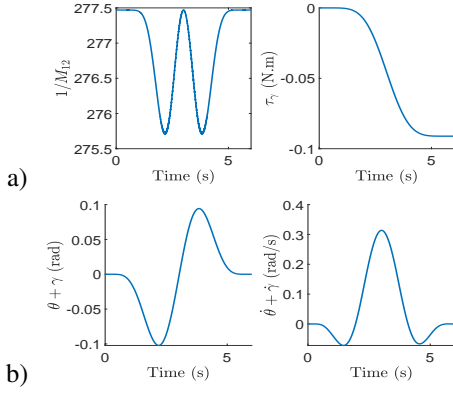 277.5
277
276.5
276
275.5
1/M₁₂
0
5
Time (s)
0
-0.05
-0.1
τ_γ (N.m)
0
5
Time (s)
a)
0.1
0.05
0
-0.05
-0.1
θ + γ (rad)
0
5
Time (s)
0.4
0.3
0.2
0.1
0
θ̇ + γ̇ (rad/s)
0
5
Time (s)
b)